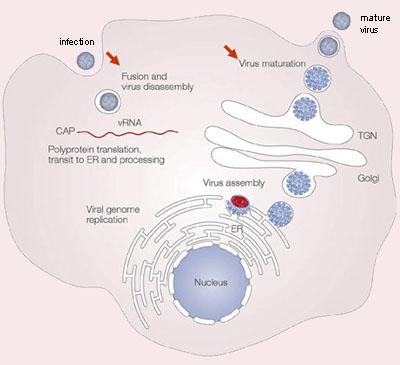 infection
mature
virus
Fusion and
virus disassembly
Virus maturation
vRNA
CAP
TGN
Polyprotein translation,
transit to ER and processing
Golgi
Virus assembly
Viral genome
replication
ER
Nucleus